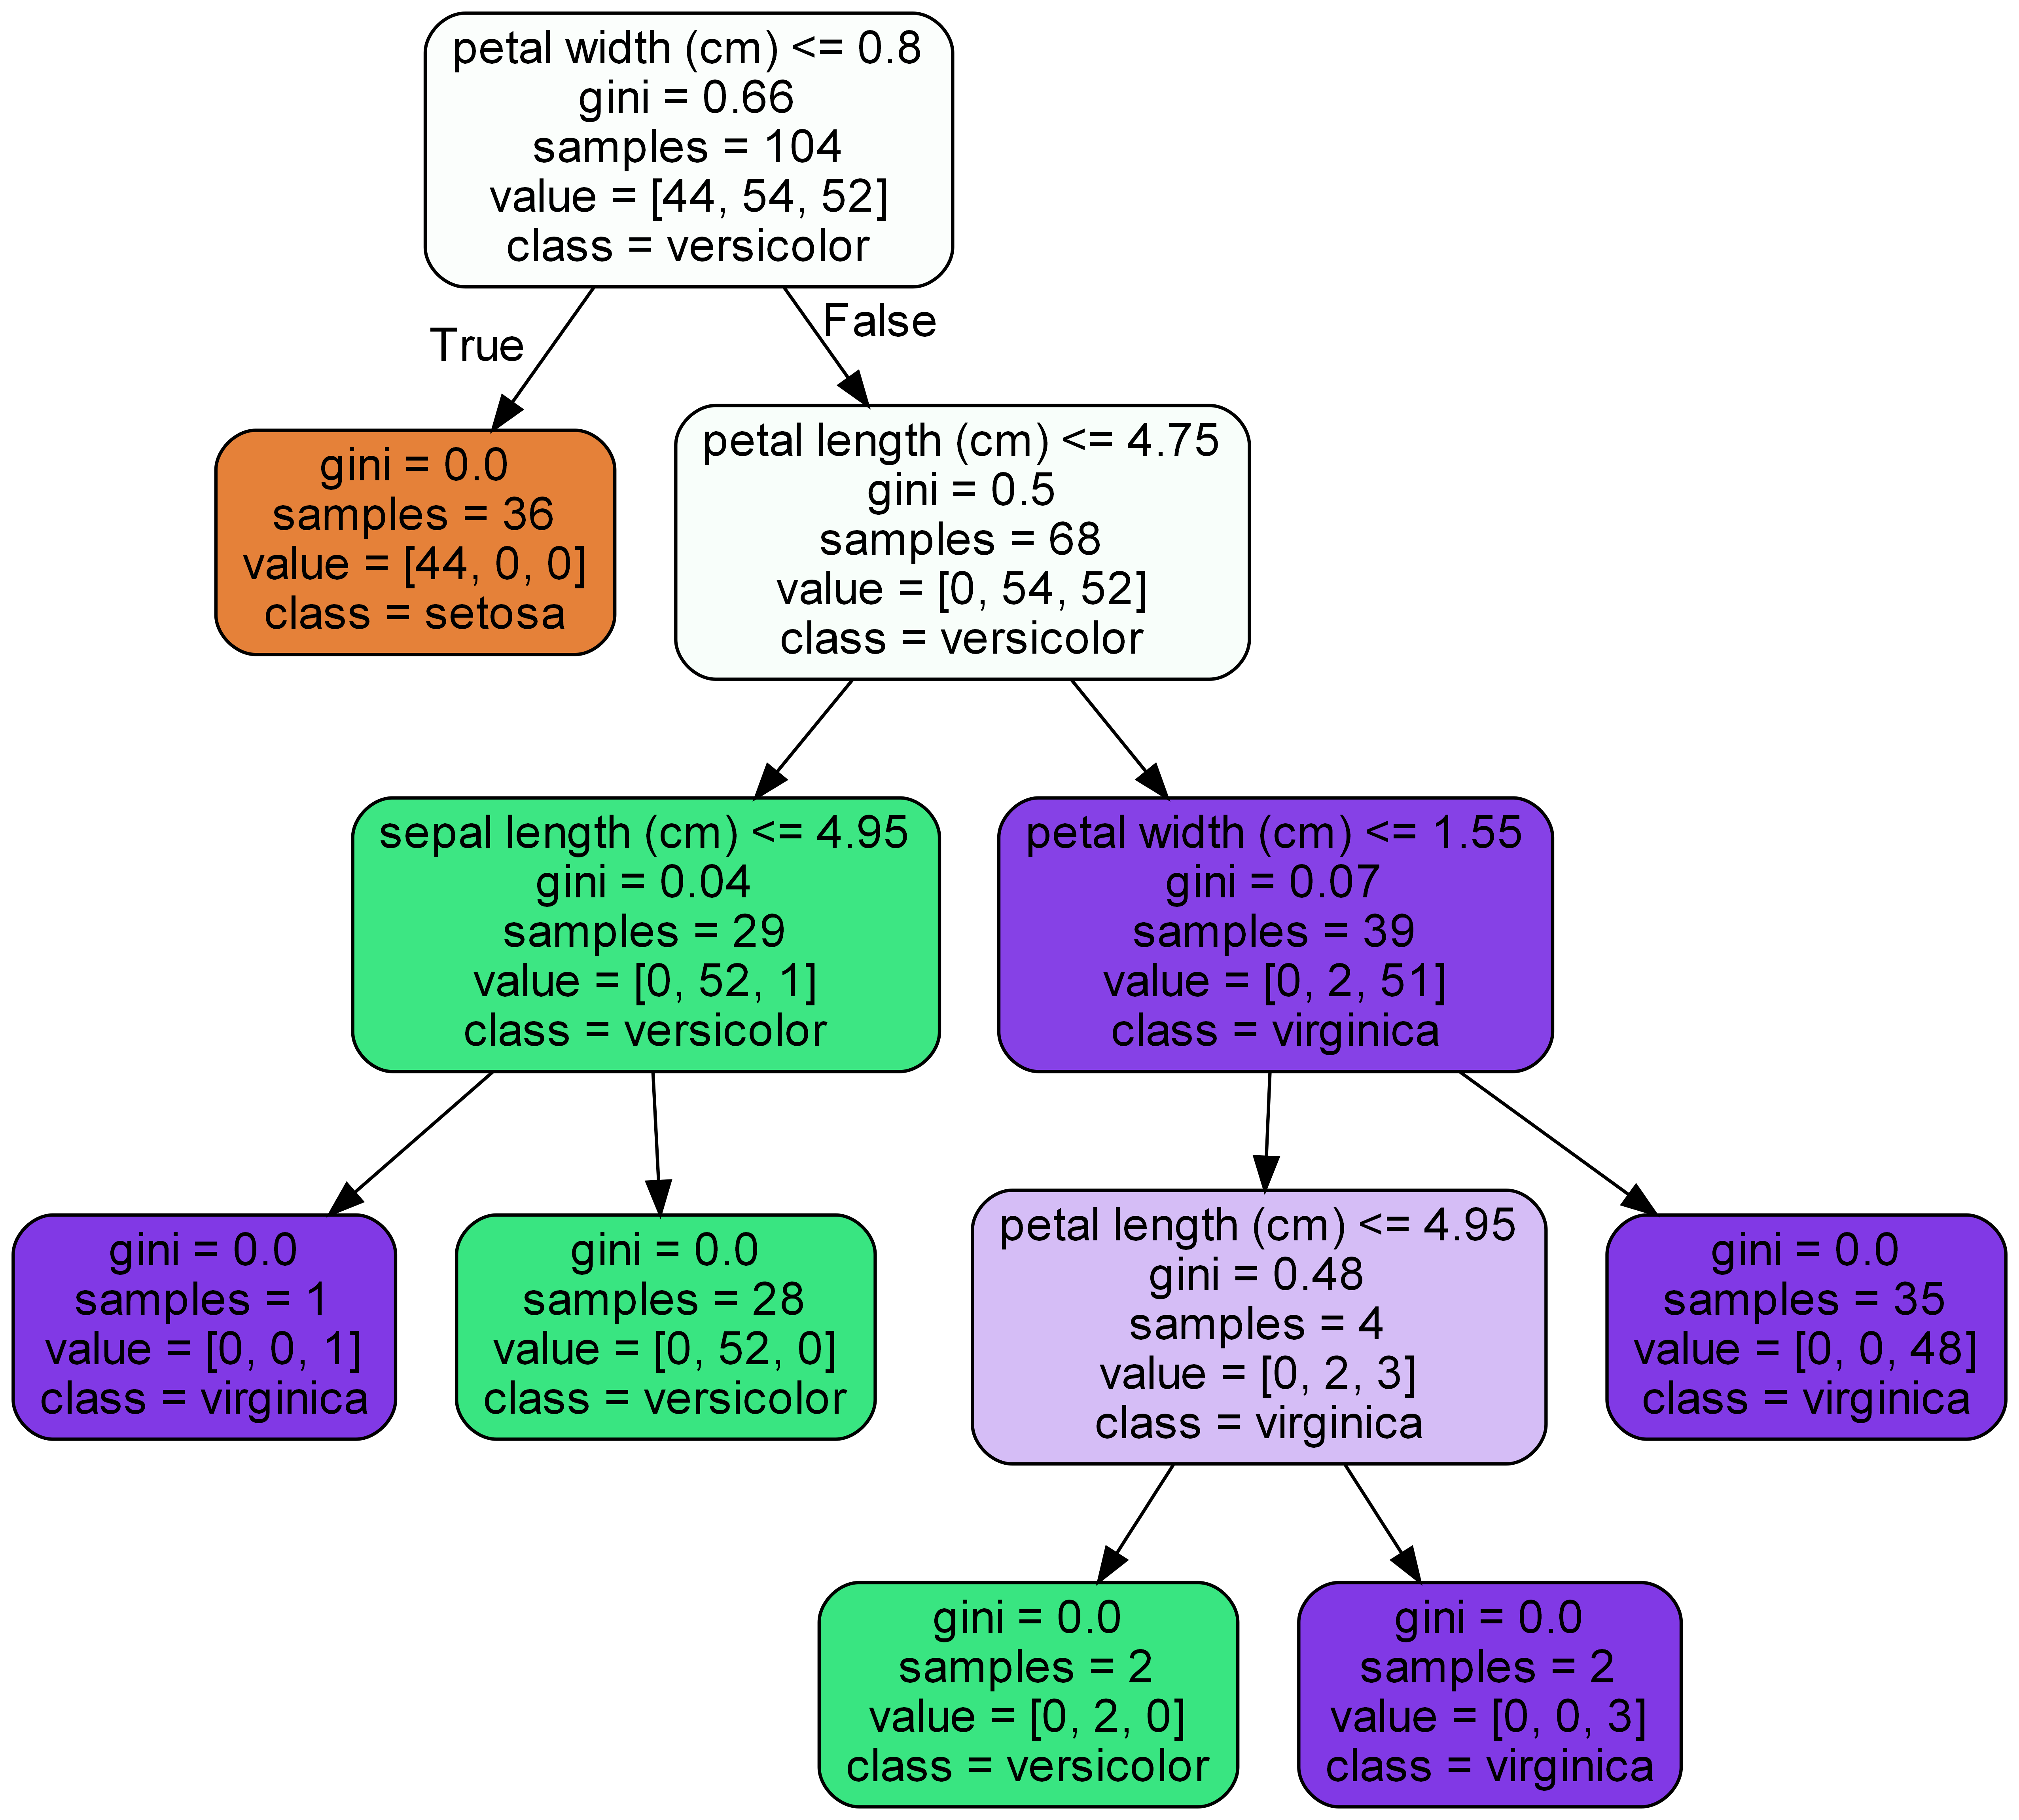 petal width (cm) <= 0.8
gini = 0.66
samples = 104
value = [44, 54, 52]
class = versicolor
True
False
gini = 0.0
samples = 36
value = [44, 0, 0]
class = setosa
petal length (cm) <= 4.75
gini = 0.5
samples = 68
value = [0, 54, 52]
class = versicolor
sepal length (cm) <= 4.95
gini = 0.04
samples = 29
value = [0, 52, 1]
class = versicolor
petal width (cm) <= 1.55
gini = 0.07
samples = 39
value = [0, 2, 51]
class = virginica
gini = 0.0
samples = 1
value = [0, 0, 1]
class = virginica
gini = 0.0
samples = 28
value = [0, 52, 0]
class = versicolor
petal length (cm) <= 4.95
gini = 0.48
samples = 4
value = [0, 2, 3]
class = virginica
gini = 0.0
samples = 35
value = [0, 0, 48]
class = virginica
gini = 0.0
samples = 2
value = [0, 2, 0]
class = versicolor
gini = 0.0
samples = 2
value = [0, 0, 3]
class = virginica